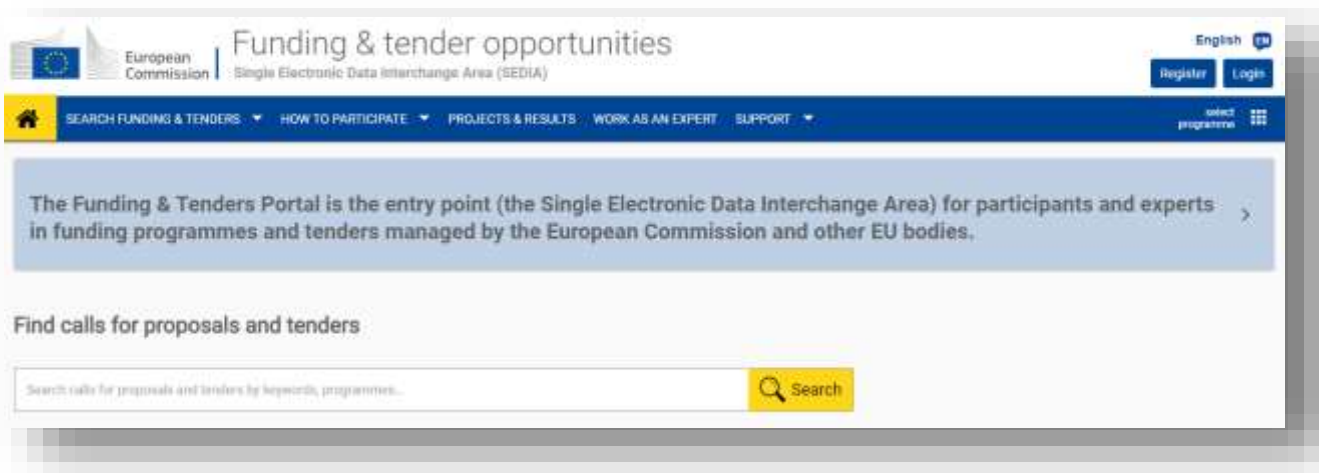 European
Commission
Funding & tender opportunities
Single Electronic Data Interchange Area (SEDIA)
English EN
Register Login
SEARCH FUNDING & TENDERS HOW TO PARTICIPATE PROJECTS & RESULTS WORK AS AN EXPERT SUPPORT
select
programme
The Funding & Tenders Portal is the entry point (the Single Electronic Data Interchange Area) for participants and experts
in funding programmes and tenders managed by the European Commission and other EU bodies.
Find calls for proposals and tenders
Search calls for proposals and tenders by keywords, programmes...
Search